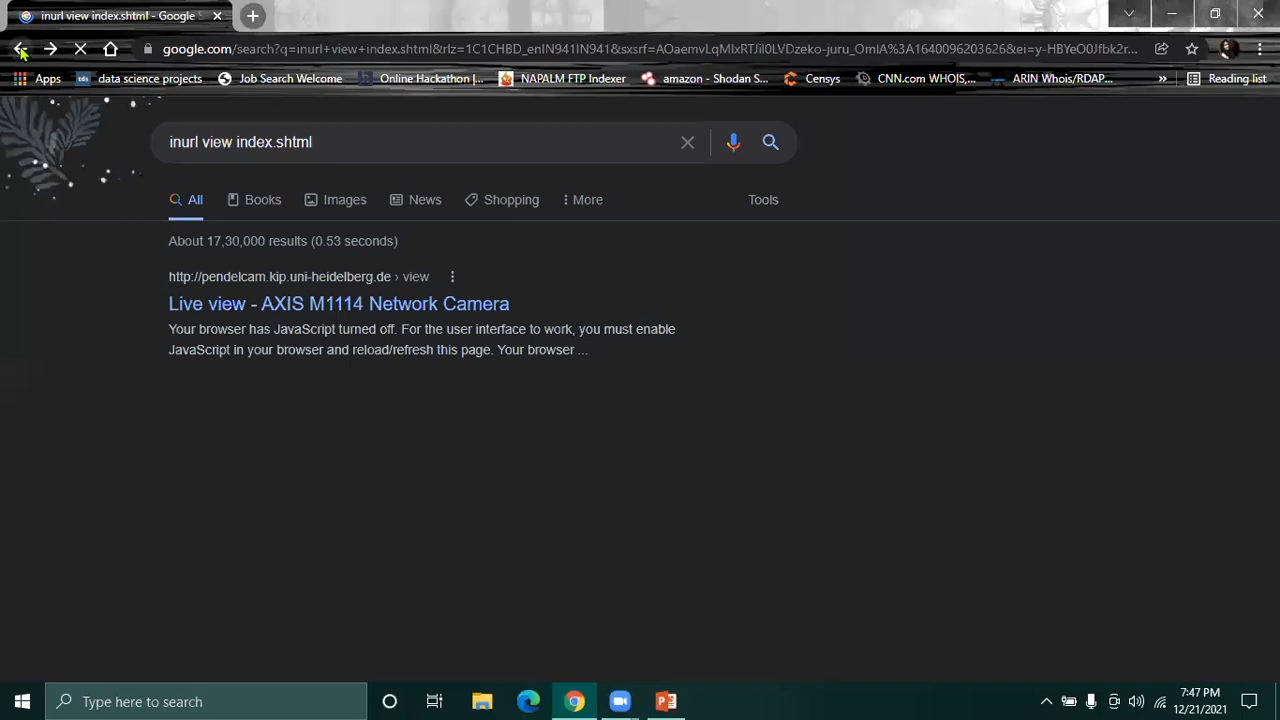 inurl view index.shtml - Google S
google.com/search?q=inurl+view+index.shtml&rlz=1C1CHBD_enIN941IN941&sxsrf=AOaemvLqMlxRTJil0LVDzeko-juru_OmlA%3A1640096203626&ei=y-HBYeO0Jfbk2r...
Apps data science projects Job Search Welcome Online Hackathon |... NAPALM FTP Indexer amazon - Shodan S... Censys CNN.com WHOIS,... ARIN Whois/RDAP... » Reading list
inurl view index.shtml
All Books Images News Shopping More Tools
About 17,30,000 results (0.53 seconds)
http://pendelcam.kip.uni-heidelberg.de › view
Live view - AXIS M1114 Network Camera
Your browser has JavaScript turned off. For the user interface to work, you must enable
JavaScript in your browser and reload/refresh this page. Your browser ...
Type here to search
7:47 PM
12/21/2021